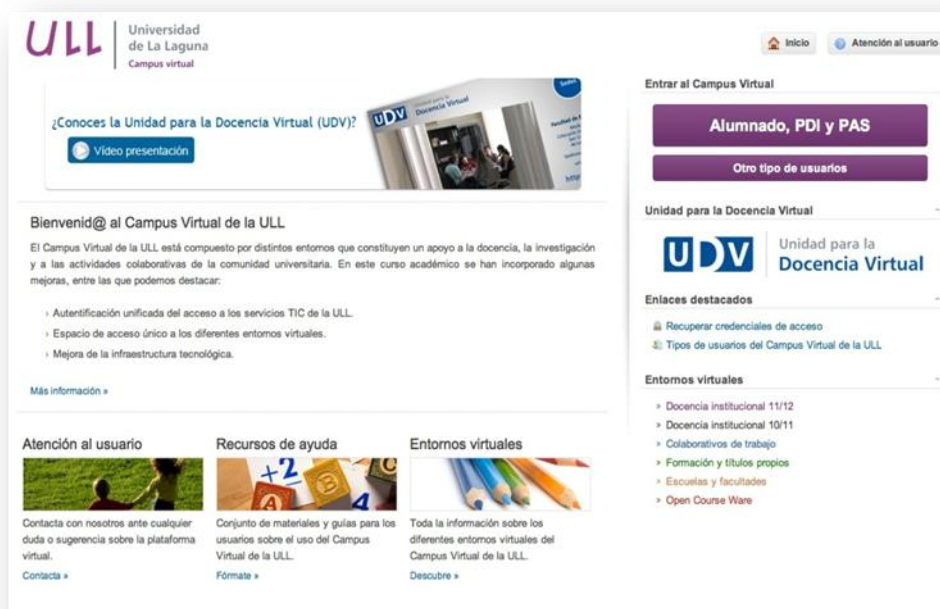 ULL
Universidad
de La Laguna
Campus virtual
Inicio
Atención al usuario
¿Conoces la Unidad para la Docencia Virtual (UDV)?
Vídeo presentación
UDV
Unidad para la
Docencia Virtual
Bienvenid@ al Campus Virtual de la ULL
El Campus Virtual de la ULL está compuesto por distintos entornos que constituyen un apoyo a la docencia, la investigación
y a las actividades colaborativas de la comunidad universitaria. En este curso académico se han incorporado algunas
mejoras, entre las que podemos destacar:
› Autentificación unificada del acceso a los servicios TIC de la ULL.
› Espacio de acceso único a los diferentes entornos virtuales.
› Mejora de la infraestructura tecnológica.
Más información »
Atención al usuario
Contacta con nosotros ante cualquier
duda o sugerencia sobre la plataforma
virtual.
Contacta »
Recursos de ayuda
+2
A
B
C
4
Conjunto de materiales y guías para los
usuarios sobre el uso del Campus
Virtual de la ULL.
Fórmate »
Entornos virtuales
Toda la información sobre los
diferentes entornos virtuales del
Campus Virtual de la ULL.
Descubre »
Entrar al Campus Virtual
Alumnado, PDI y PAS
Otro tipo de usuarios
Unidad para la Docencia Virtual
UDV
Unidad para la
Docencia Virtual
Enlaces destacados
Recuperar credenciales de acceso
Tipos de usuarios del Campus Virtual de la ULL
Entornos virtuales
» Docencia institucional 11/12
» Docencia institucional 10/11
» Colaborativos de trabajo
» Formación y títulos propios
» Escuelas y facultades
» Open Course Ware